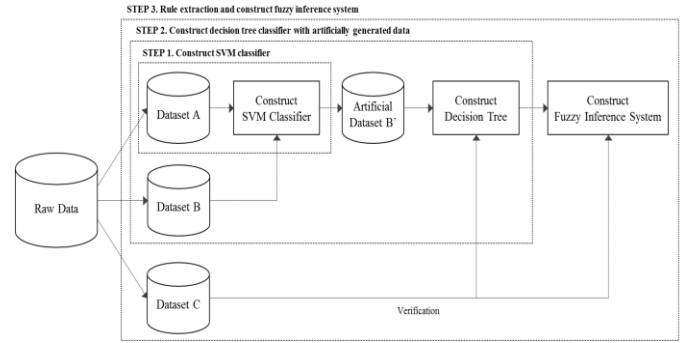 STEP 3. Rule extraction and construct fuzzy inference system
STEP 2. Construct decision tree classifier with artificially generated data
STEP 1. Construct SVM classifier
Dataset A
Construct
SVM Classifier
Artificial
Dataset B'
Construct
Decision Tree
Construct
Fuzzy Inference System
Raw Data
Dataset B
Dataset C
Verification